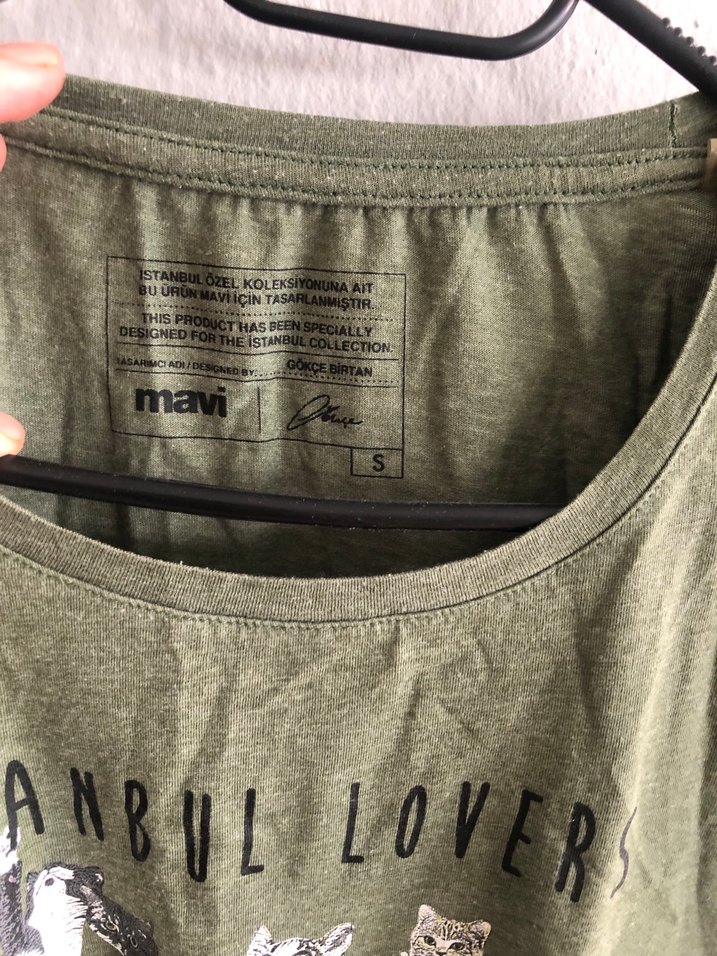 İSTANBUL ÖZEL KOLEKSİYONUNA AİT
BU ÜRÜN MAVİ İÇİN TASARLANMIŞTIR.
THIS PRODUCT HAS BEEN SPECIALLY
DESIGNED FOR THE İSTANBUL COLLECTION.
TASARIMCI ADI / DESIGNED BY: GÖKÇE BİRTAN
mavi
Gökçe
S
ANBUL LOVERS